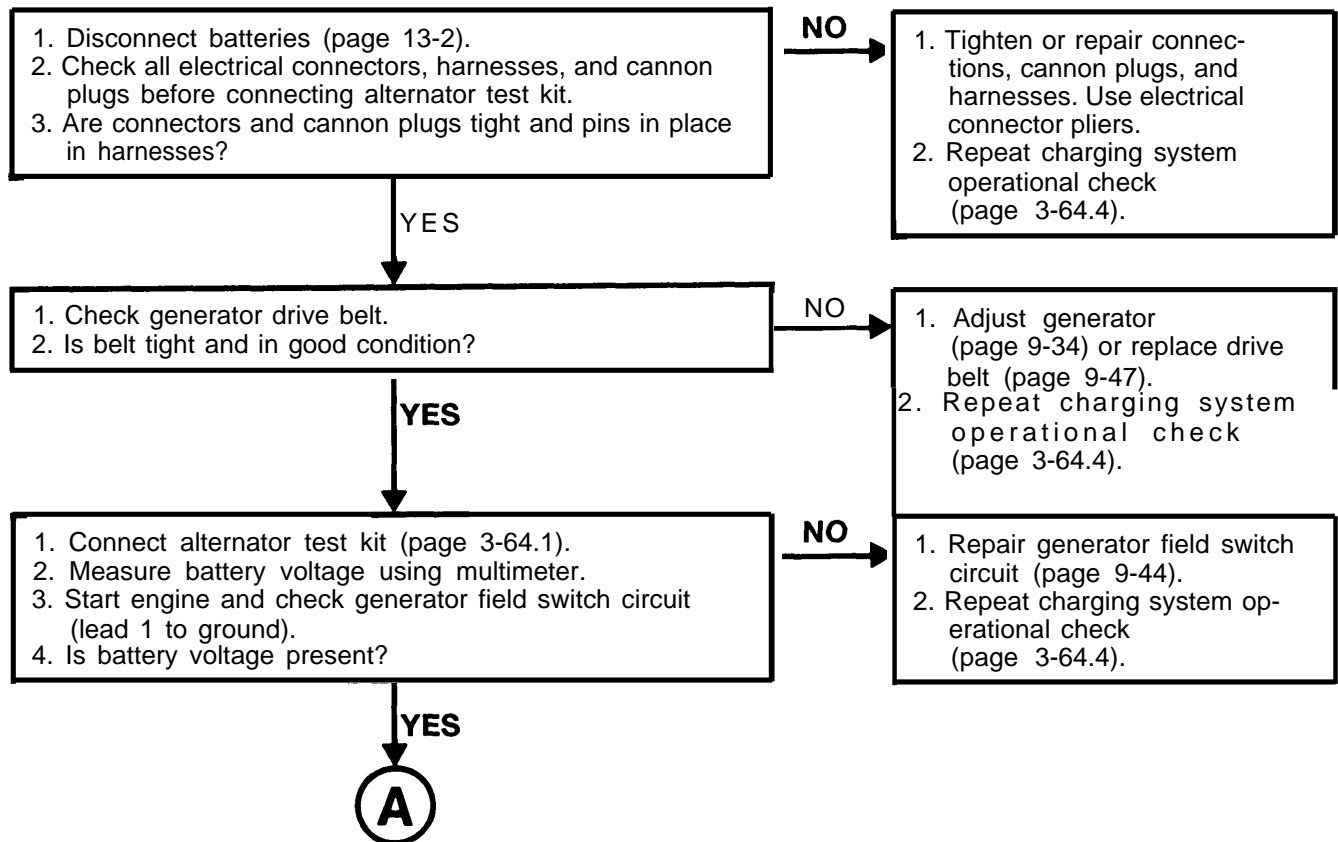 1. Disconnect batteries (page 13-2).
2. Check all electrical connectors, harnesses, and cannon
plugs before connecting alternator test kit.
3. Are connectors and cannon plugs tight and pins in place
in harnesses?
NO
1. Tighten or repair connec-
tions, cannon plugs, and
harnesses. Use electrical
connector pliers.
2. Repeat charging system
operational check
(page 3-64.4).
YES
1. Check generator drive belt.
2. Is belt tight and in good condition?
NO
1. Adjust generator
(page 9-34) or replace drive
belt (page 9-47).
2. Repeat charging system
operational check
(page 3-64.4).
YES
1. Connect alternator test kit (page 3-64.1).
2. Measure battery voltage using multimeter.
3. Start engine and check generator field switch circuit
(lead 1 to ground).
4. Is battery voltage present?
NO
1. Repair generator field switch
circuit (page 9-44).
2. Repeat charging system op-
erational check
(page 3-64.4).
YES
A